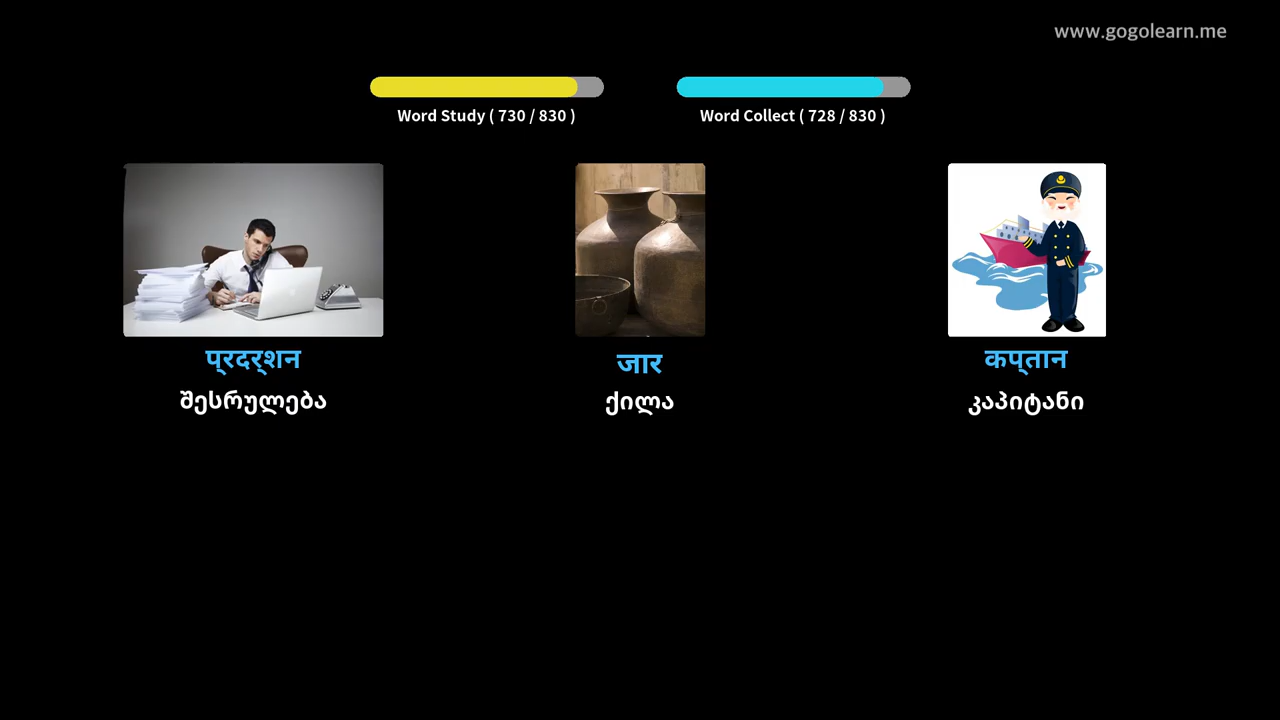 www.gogolearn.me
Word Study ( 730 / 830 )
Word Collect ( 728 / 830 )
प्रदर्शन
जार
कप्तान
შესრულება
ქილა
კაპიტანი